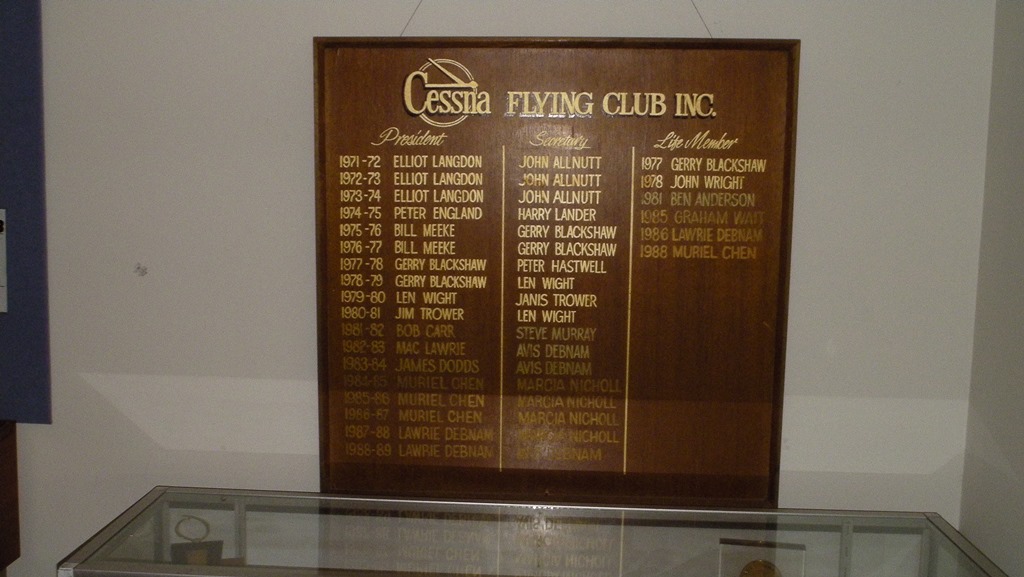 Cessna FLYING CLUB INC.
President Secretary Life Member
1971-72 ELLIOT LANGDON JOHN ALLNUTT 1977 GERRY BLACKSHAW
1972-73 ELLIOT LANGDON JOHN ALLNUTT 1978 JOHN WRIGHT
1973-74 ELLIOT LANGDON JOHN ALLNUTT 1981 BEN ANDERSON
1974-75 PETER ENGLAND HARRY LANDER 1985 GRAHAM WAIT
1975-76 BILL MEEKE GERRY BLACKSHAW 1986 LAWRIE DEBNAM
1976-77 BILL MEEKE GERRY BLACKSHAW 1988 MURIEL CHEN
1977-78 GERRY BLACKSHAW PETER HASTWELL
1978-79 GERRY BLACKSHAW LEN WIGHT
1979-80 LEN WIGHT JANIS TROWER
1980-81 JIM TROWER LEN WIGHT
1981-82 BOB CARR STEVE MURRAY
1982-83 MAC LAWRIE AVIS DEBNAM
1983-84 JAMES DODDS AVIS DEBNAM
1984-85 MURIEL CHEN MARCIA NICHOLL
1985-86 MURIEL CHEN MARCIA NICHOLL
1986-87 MURIEL CHEN MARCIA NICHOLL
1987-88 LAWRIE DEBNAM MARCIA NICHOLL
1988-89 LAWRIE DEBNAM AVIS DEBNAM